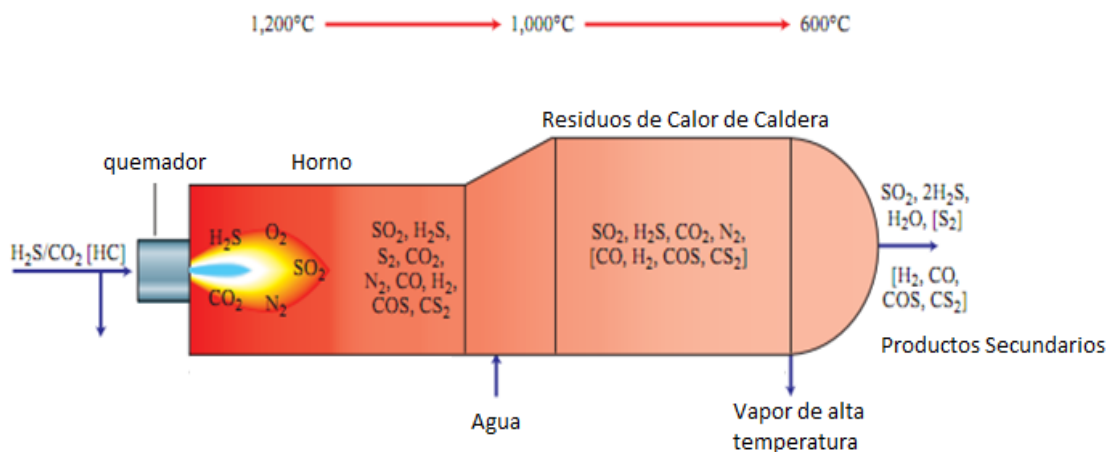 1,200°C 1,000°C 600°C
Residuos de Calor de Caldera
quemador
Horno
H₂S/CO₂ [HC]
H₂S O₂
SO₂
CO₂ N₂
SO₂, H₂S,
S₂, CO₂,
N₂, CO, H₂,
COS, CS₂
SO₂, H₂S, CO₂, N₂,
[CO, H₂, COS, CS₂]
SO₂, 2H₂S,
H₂O, [S₂]
[H₂, CO,
COS, CS₂]
Productos Secundarios
Agua
Vapor de alta
temperatura